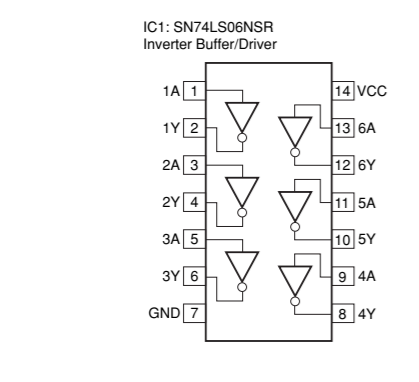 IC1: SN74LS06NSR
Inverter Buffer/Driver
1A 1 14 VCC
1Y 2 13 6A
2A 3 12 6Y
2Y 4 11 5A
3A 5 10 5Y
3Y 6 9 4A
GND 7 8 4Y